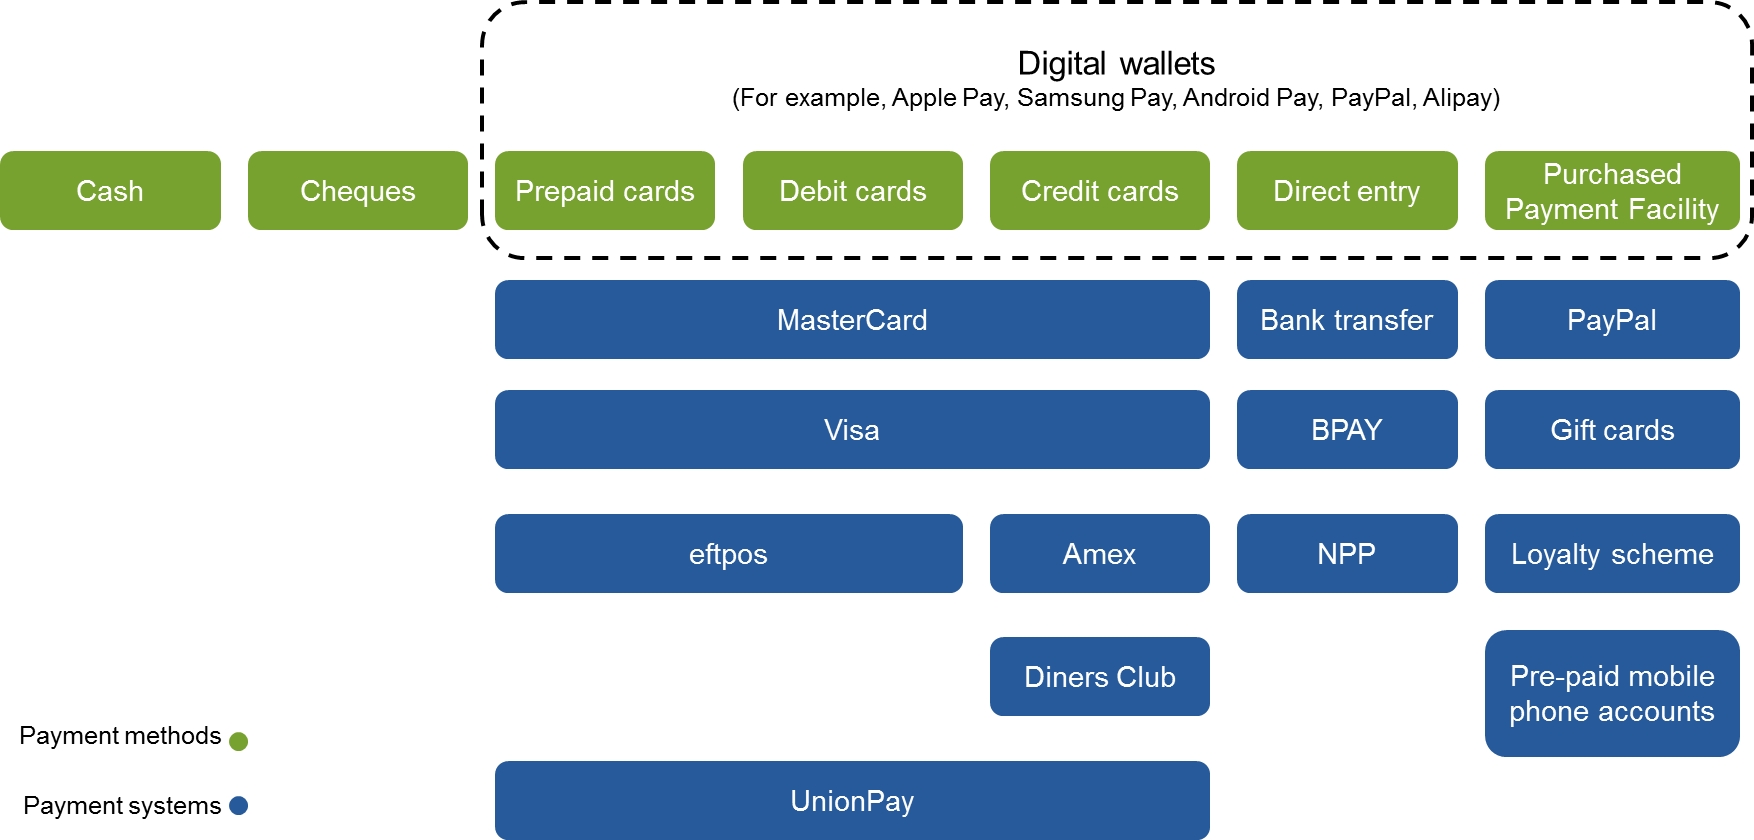 Digital wallets
(For example, Apple Pay, Samsung Pay, Android Pay, PayPal, Alipay)
Cash
Cheques
Prepaid cards
Debit cards
Credit cards
Direct entry
Purchased
Payment Facility
MasterCard
Bank transfer
PayPal
Visa
BPAY
Gift cards
eftpos
Amex
NPP
Loyalty scheme
Diners Club
Pre-paid mobile
phone accounts
Payment methods
Payment systems
UnionPay